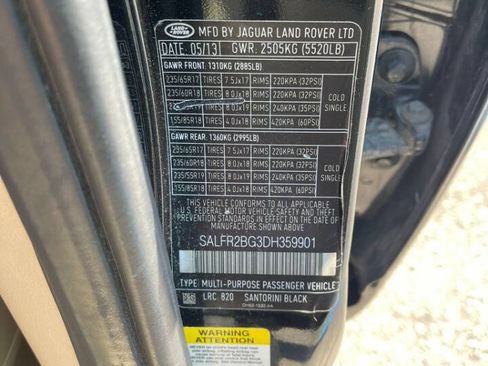 LAND ROVER
MFD BY JAGUAR LAND ROVER LTD
DATE: 05/13 GWR. 2505KG (5520LB)
GAWR FRONT: 1310KG (2885LB)
235/65R17 TIRES 7.5Jx17 RIMS 220KPA (32PSI)
235/60R18 TIRES 8.0Jx18 RIMS 220KPA (32PSI) COLD
TIRES 8.0Jx19 RIMS 240KPA (35PSI) SINGLE
155/85R18 TIRES 4.0Jx18 RIMS 420KPA (60PSI)
GAWR REAR: 1360KG (2995LB)
235/65R17 TIRES 7.5Jx17 RIMS 220KPA (32PSI)
235/60R18 TIRES 8.0Jx18 RIMS 220KPA (32PSI) COLD
235/55R19 TIRES 8.0Jx19 RIMS 240KPA (35PSI) SINGLE
155/85R18 TIRES 4.0Jx18 RIMS 420KPA (60PSI)
THIS VEHICLE CONFORMS TO ALL APPLICABLE
U.S. FEDERAL MOTOR VEHICLE SAFETY AND THEFT
PREVENTION STANDARDS IN EFFECT ON THE DATE OF
MANUFACTURE SHOWN ABOVE
SALFR2BG3DH359901
TYPE: MULTI-PURPOSE PASSENGER VEHICLE
LRC 820 SANTORINI BLACK
WARNING
ATTENTION